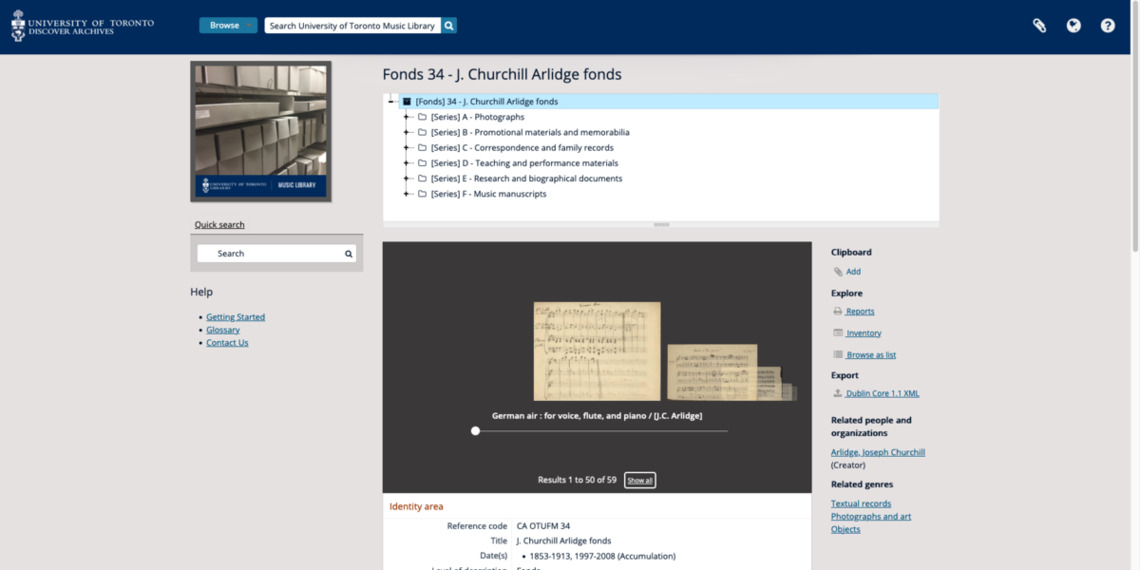 UNIVERSITY OF TORONTO
DISCOVER ARCHIVES
Browse
Search University of Toronto Music Library
UNIVERSITY OF TORONTO
LIBRARIES
MUSIC LIBRARY
Quick search
Search
Help
Getting Started
Glossary
Contact Us
Fonds 34 - J. Churchill Arlidge fonds
[Fonds] 34 - J. Churchill Arlidge fonds
[Series] A - Photographs
[Series] B - Promotional materials and memorabilia
[Series] C - Correspondence and family records
[Series] D - Teaching and performance materials
[Series] E - Research and biographical documents
[Series] F - Music manuscripts
German air : for voice, flute, and piano / [J.C. Arlidge]
Results 1 to 50 of 59 Show all
Identity area
Reference code CA OTUFM 34
Title J. Churchill Arlidge fonds
Date(s) • 1853-1913, 1997-2008 (Accumulation)
Level of description Fonds
Clipboard
Add
Explore
Reports
Inventory
Browse as list
Export
Dublin Core 1.1 XML
Related people and
organizations
Arlidge, Joseph Churchill
(Creator)
Related genres
Textual records
Photographs and art
Objects